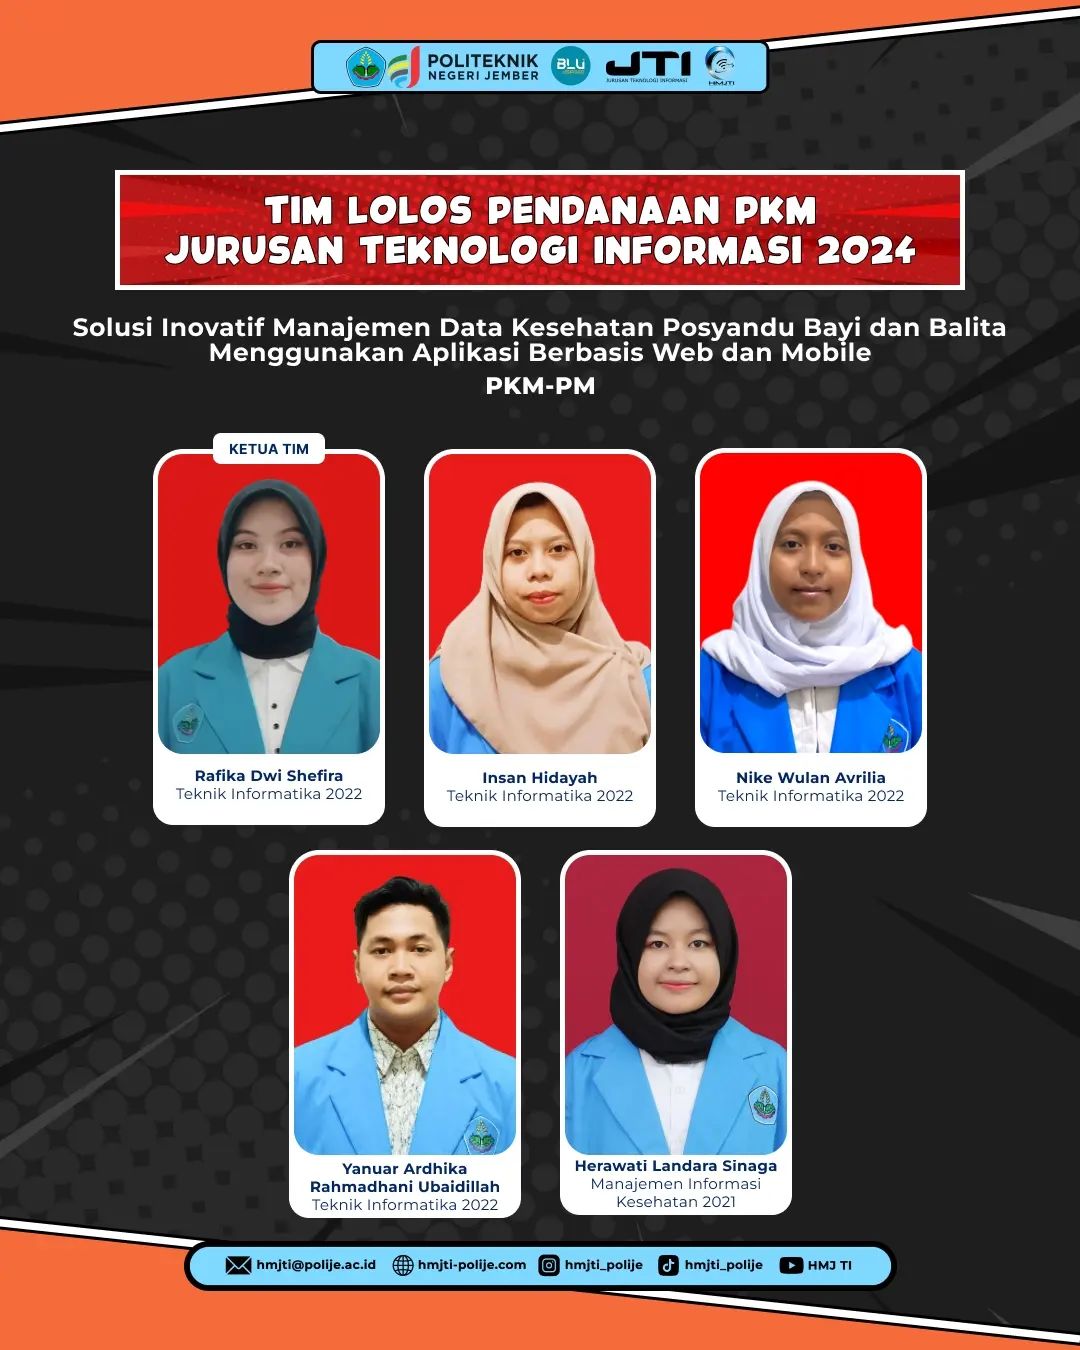 POLITEKNIK
NEGERI JEMBER
BLU
JTI
JURUSAN TEKNOLOGI INFORMASI
HMJTI
TIM LOLOS PENDANAAN PKM
JURUSAN TEKNOLOGI INFORMASI 2024
Solusi Inovatif Manajemen Data Kesehatan Posyandu Bayi dan Balita
Menggunakan Aplikasi Berbasis Web dan Mobile
PKM-PM
KETUA TIM
Rafika Dwi Shefira
Teknik Informatika 2022
Insan Hidayah
Teknik Informatika 2022
Nike Wulan Avrilia
Teknik Informatika 2022
Yanuar Ardhika
Rahmadhani Ubaidillah
Teknik Informatika 2022
Herawati Landara Sinaga
Manajemen Informasi
Kesehatan 2021
hmjti@polije.ac.id
hmjti-polije.com
hmjti_polije
hmjti_polije
HMJ TI